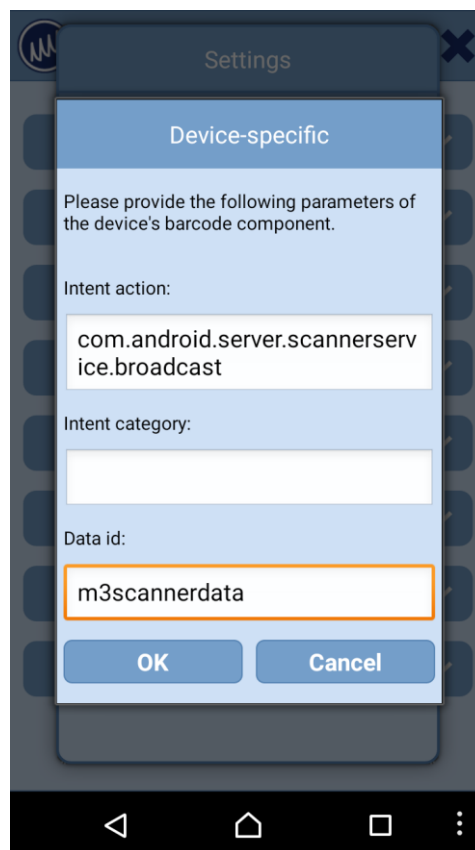 Settings
Device-specific
Please provide the following parameters of
the device's barcode component.
Intent action:
com.android.server.scannerserv
ice.broadcast
Intent category:
Data id:
m3scannerdata
OK
Cancel